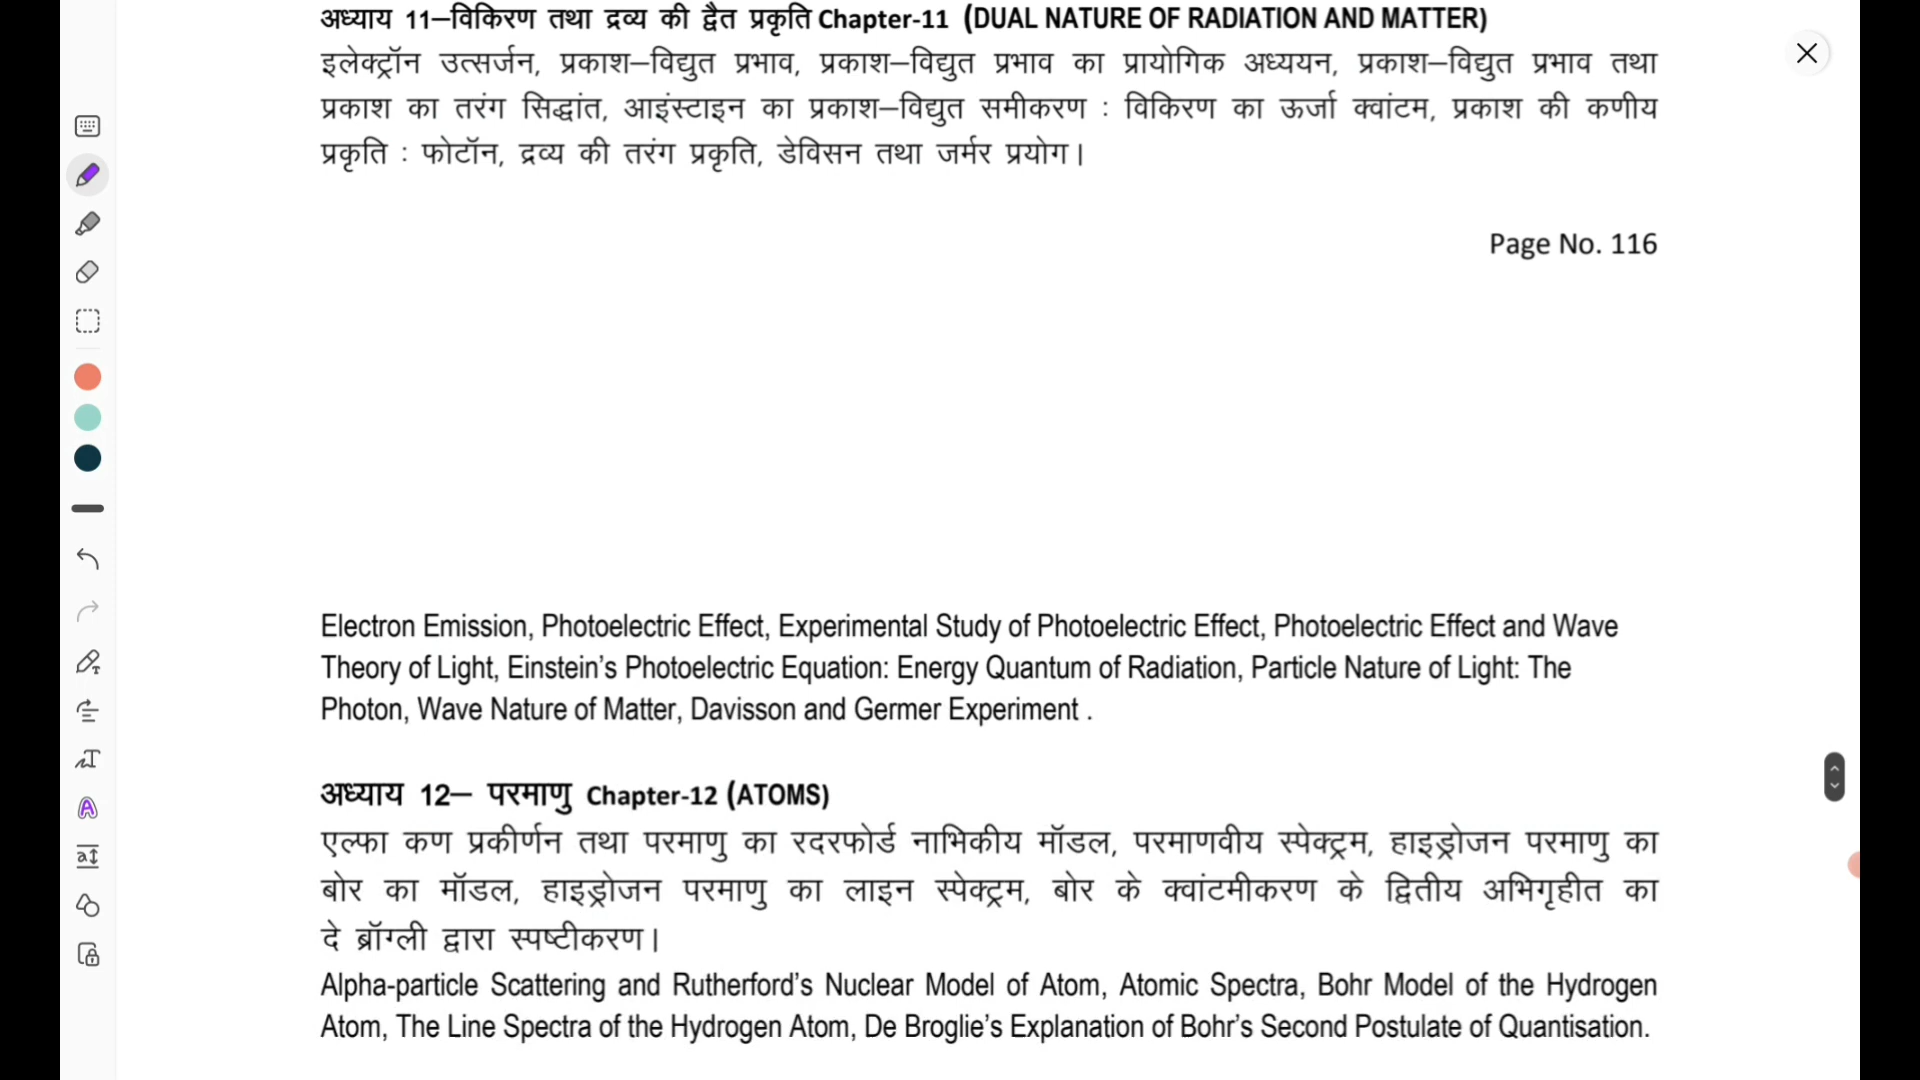 अध्याय 11–विकिरण तथा द्रव्य की द्वैत प्रकृति Chapter-11 (DUAL NATURE OF RADIATION AND MATTER)
इलेक्ट्रॉन उत्सर्जन, प्रकाश–विद्युत प्रभाव, प्रकाश–विद्युत प्रभाव का प्रायोगिक अध्ययन, प्रकाश–विद्युत प्रभाव तथा
प्रकाश का तरंग सिद्धांत, आइंस्टाइन का प्रकाश–विद्युत समीकरण : विकिरण का ऊर्जा क्वांटम, प्रकाश की कणीय
प्रकृति : फोटॉन, द्रव्य की तरंग प्रकृति, डेविसन तथा जर्मर प्रयोग।
Page No. 116
Electron Emission, Photoelectric Effect, Experimental Study of Photoelectric Effect, Photoelectric Effect and Wave
Theory of Light, Einstein’s Photoelectric Equation: Energy Quantum of Radiation, Particle Nature of Light: The
Photon, Wave Nature of Matter, Davisson and Germer Experiment .
अध्याय 12– परमाणु Chapter-12 (ATOMS)
एल्फा कण प्रकीर्णन तथा परमाणु का रदरफोर्ड नाभिकीय मॉडल, परमाणवीय स्पेक्ट्रम, हाइड्रोजन परमाणु का
बोर का मॉडल, हाइड्रोजन परमाणु का लाइन स्पेक्ट्रम, बोर के क्वांटमीकरण के द्वितीय अभिगृहीत का
दे ब्रॉग्ली द्वारा स्पष्टीकरण।
Alpha-particle Scattering and Rutherford’s Nuclear Model of Atom, Atomic Spectra, Bohr Model of the Hydrogen
Atom, The Line Spectra of the Hydrogen Atom, De Broglie’s Explanation of Bohr’s Second Postulate of Quantisation.